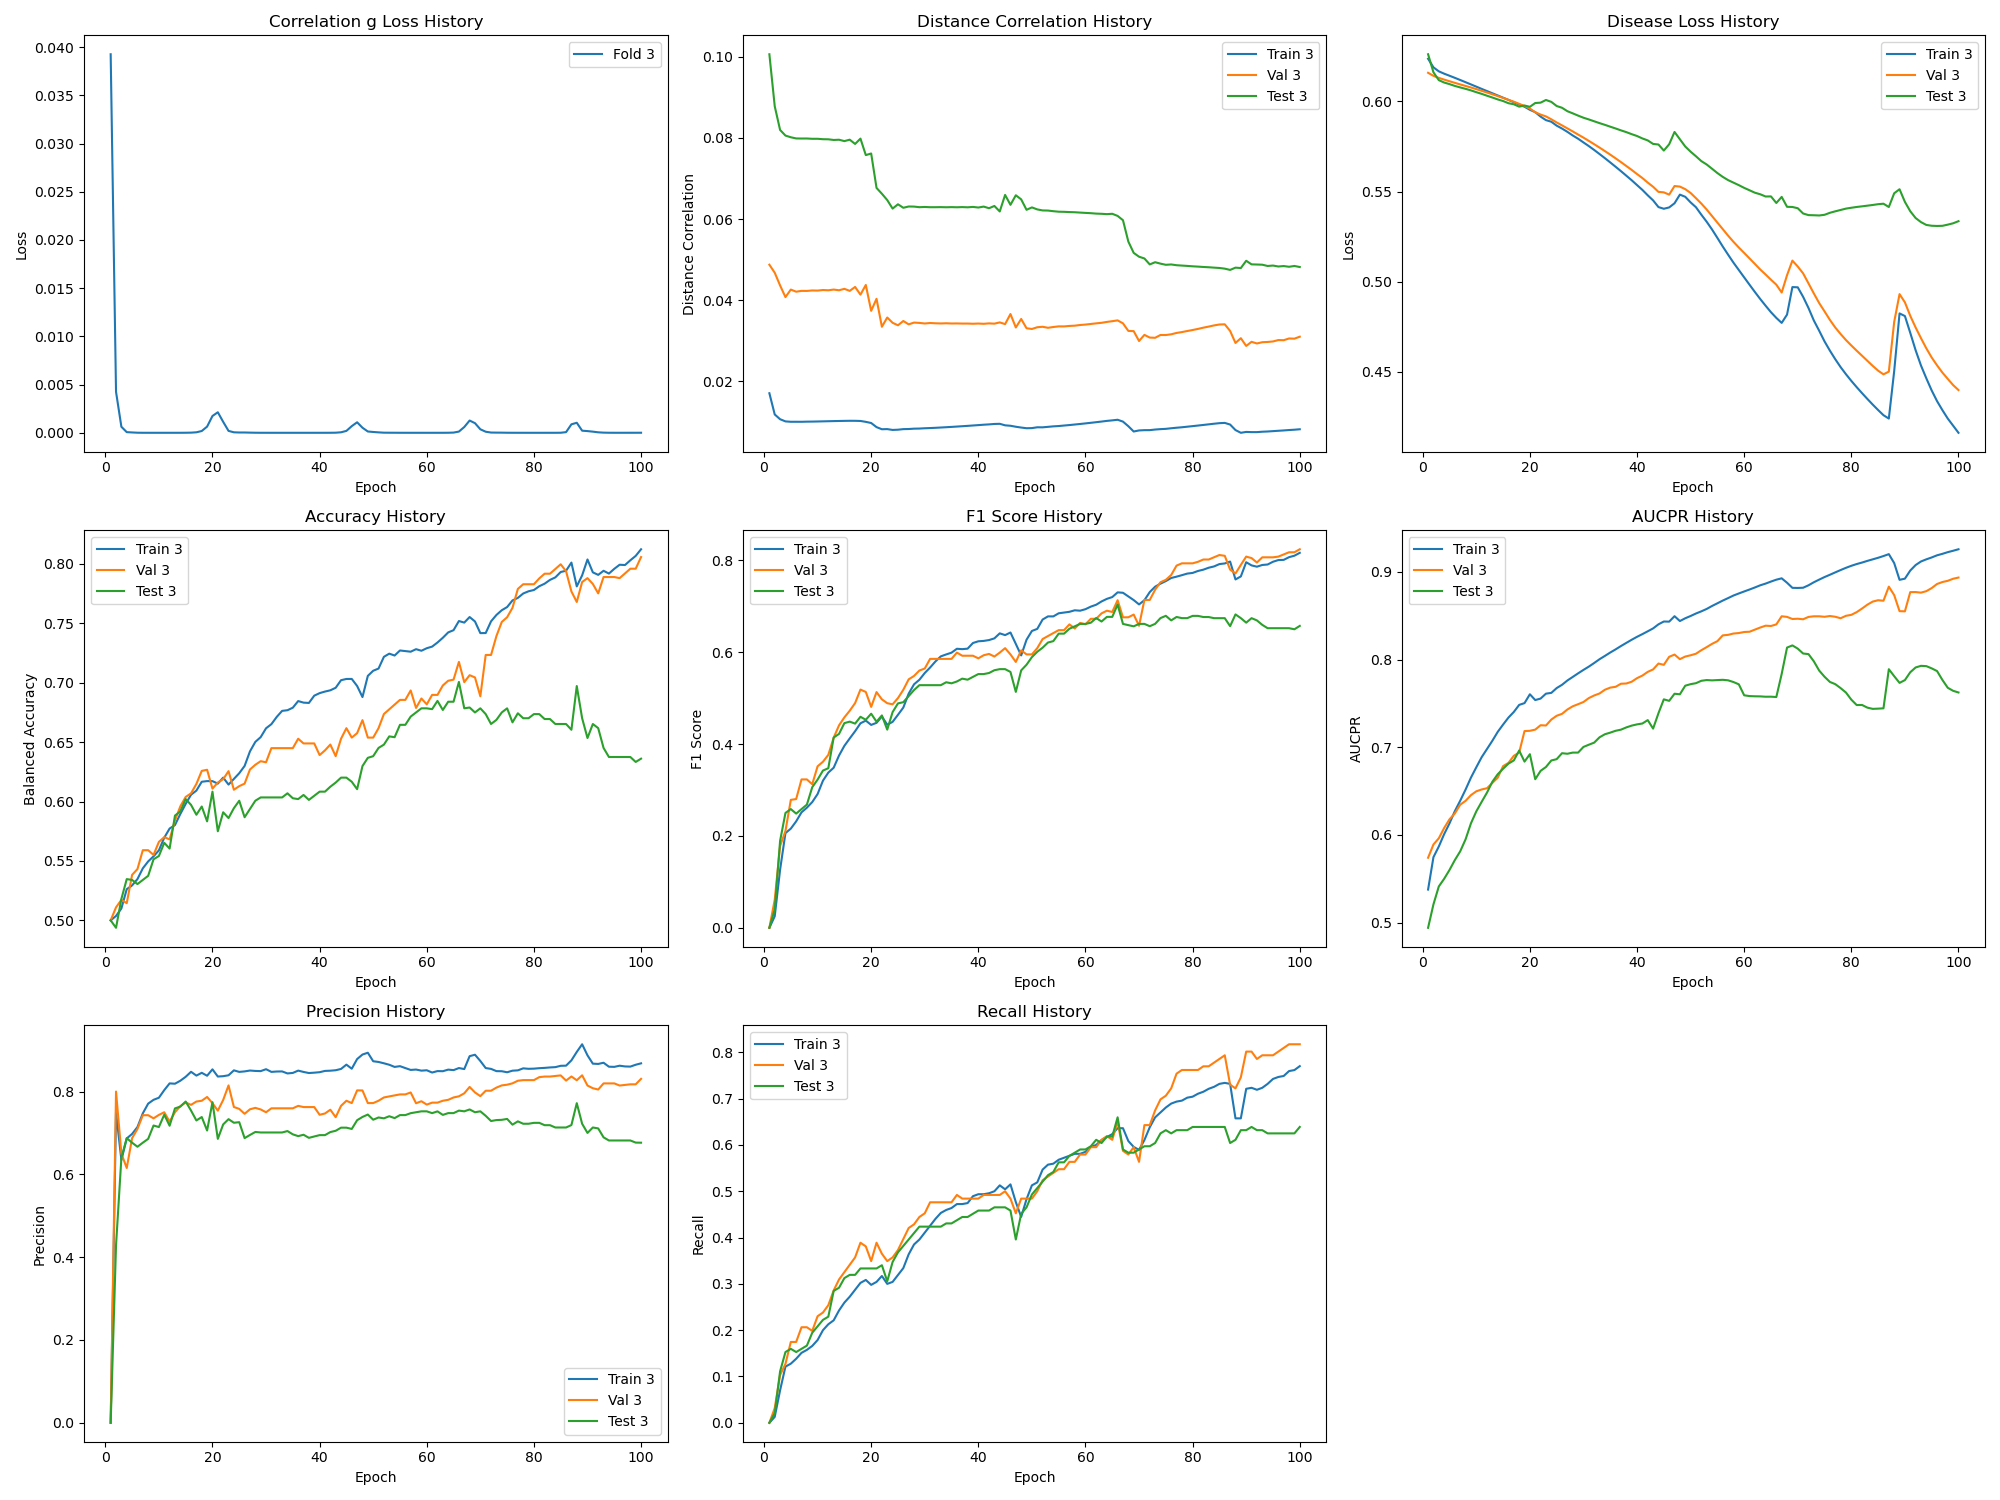 Correlation g Loss History
Loss
0.040
0.035
0.030
0.025
0.020
0.015
0.010
0.005
0.000
0 20 40 60 80 100
Epoch
Fold 3
Distance Correlation History
Distance Correlation
0.10
0.08
0.06
0.04
0.02
0 20 40 60 80 100
Epoch
Train 3
Val 3
Test 3
Disease Loss History
Loss
0.60
0.55
0.50
0.45
0 20 40 60 80 100
Epoch
Train 3
Val 3
Test 3
Accuracy History
Balanced Accuracy
0.80
0.75
0.70
0.65
0.60
0.55
0.50
0 20 40 60 80 100
Epoch
Train 3
Val 3
Test 3
F1 Score History
F1 Score
0.8
0.6
0.4
0.2
0.0
0 20 40 60 80 100
Epoch
Train 3
Val 3
Test 3
AUCPR History
AUCPR
0.9
0.8
0.7
0.6
0.5
0 20 40 60 80 100
Epoch
Train 3
Val 3
Test 3
Precision History
Precision
0.8
0.6
0.4
0.2
0.0
0 20 40 60 80 100
Epoch
Train 3
Val 3
Test 3
Recall History
Recall
0.8
0.7
0.6
0.5
0.4
0.3
0.2
0.1
0.0
0 20 40 60 80 100
Epoch
Train 3
Val 3
Test 3